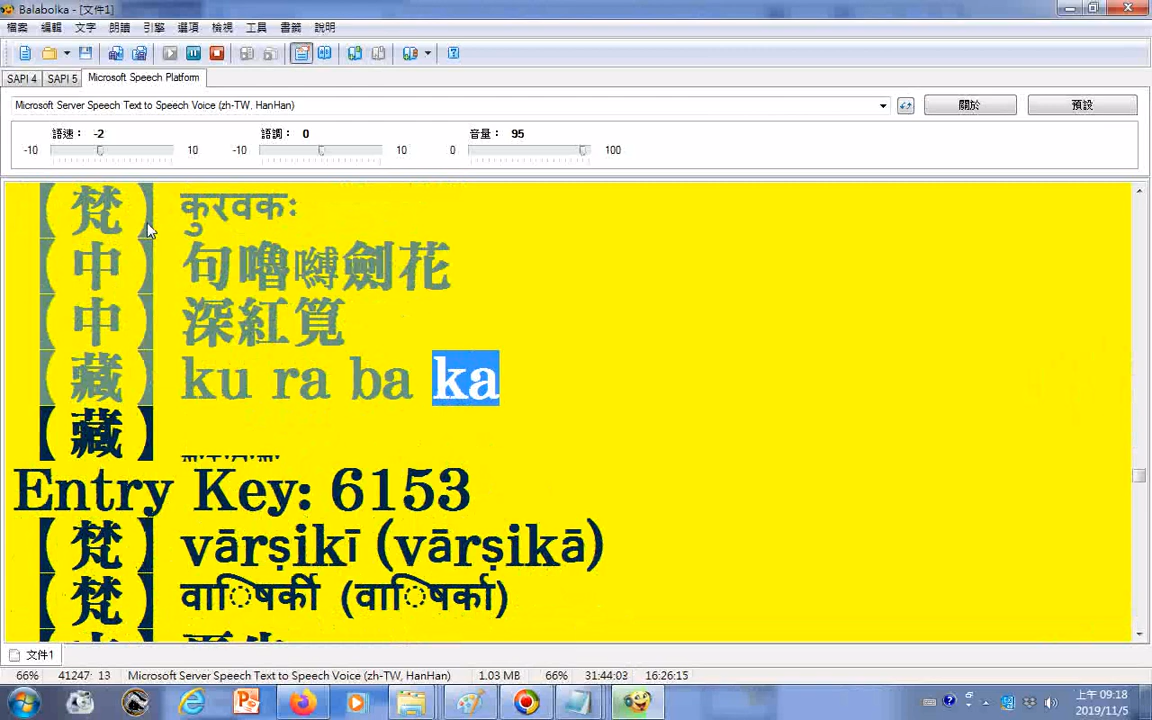 Balabolka - [文件1]
檔案 編輯 文字 朗讀 引擎 選項 檢視 工具 書籤 說明
SAPI 4 SAPI 5 Microsoft Speech Platform
Microsoft Server Speech Text to Speech Voice (zh-TW, HanHan) 關於 預設
語速： -2 語調： 0 音量： 95
-10 10 -10 10 0 100
【梵】 कुरवकः
【中】 句嚕嚩劍花
【中】 深紅筧
【藏】 ku ra ba ka
【藏】
Entry Key: 6153
【梵】 vārṣikī (vārṣikā)
【梵】 वािर्षकी (वािर्षका)
文件1
66% 41247: 13 Microsoft Server Speech Text to Speech Voice (zh-TW, HanHan) 1.03 MB 66% 31:44:03 16:26:15
上午 09:18
2019/11/5